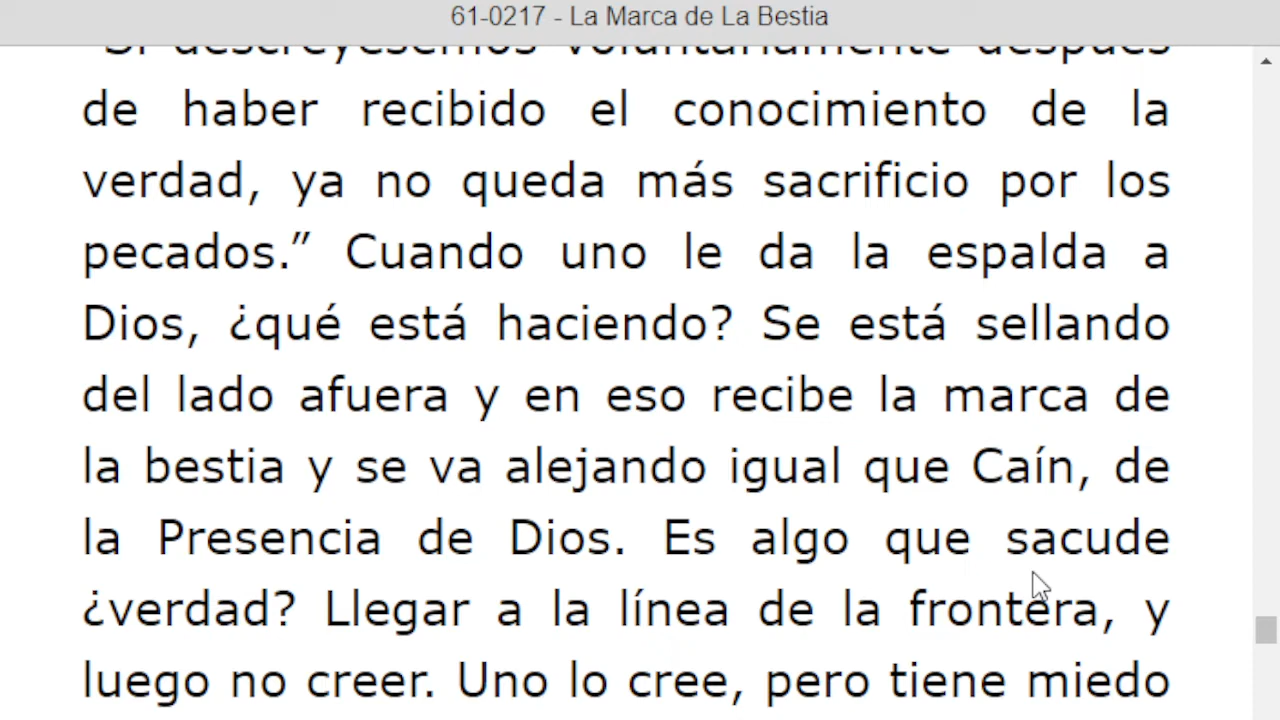 61-0217 - La Marca de La Bestia
“Si descreyésemos voluntariamente después
de haber recibido el conocimiento de la
verdad, ya no queda más sacrificio por los
pecados.” Cuando uno le da la espalda a
Dios, ¿qué está haciendo? Se está sellando
del lado afuera y en eso recibe la marca de
la bestia y se va alejando igual que Caín, de
la Presencia de Dios. Es algo que sacude
¿verdad? Llegar a la línea de la frontera, y
luego no creer. Uno lo cree, pero tiene miedo